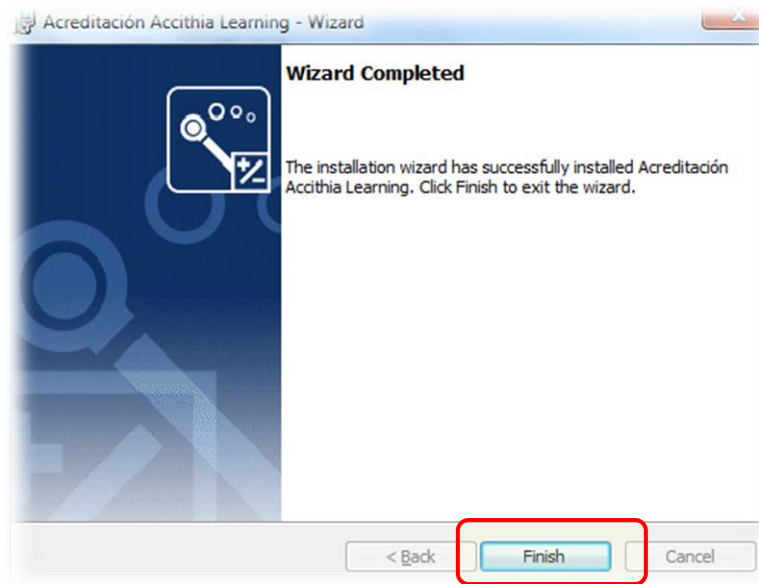 Acreditación Accithia Learning - Wizard
Wizard Completed
The installation wizard has successfully installed Acreditación
Accithia Learning. Click Finish to exit the wizard.
< Back
Finish
Cancel